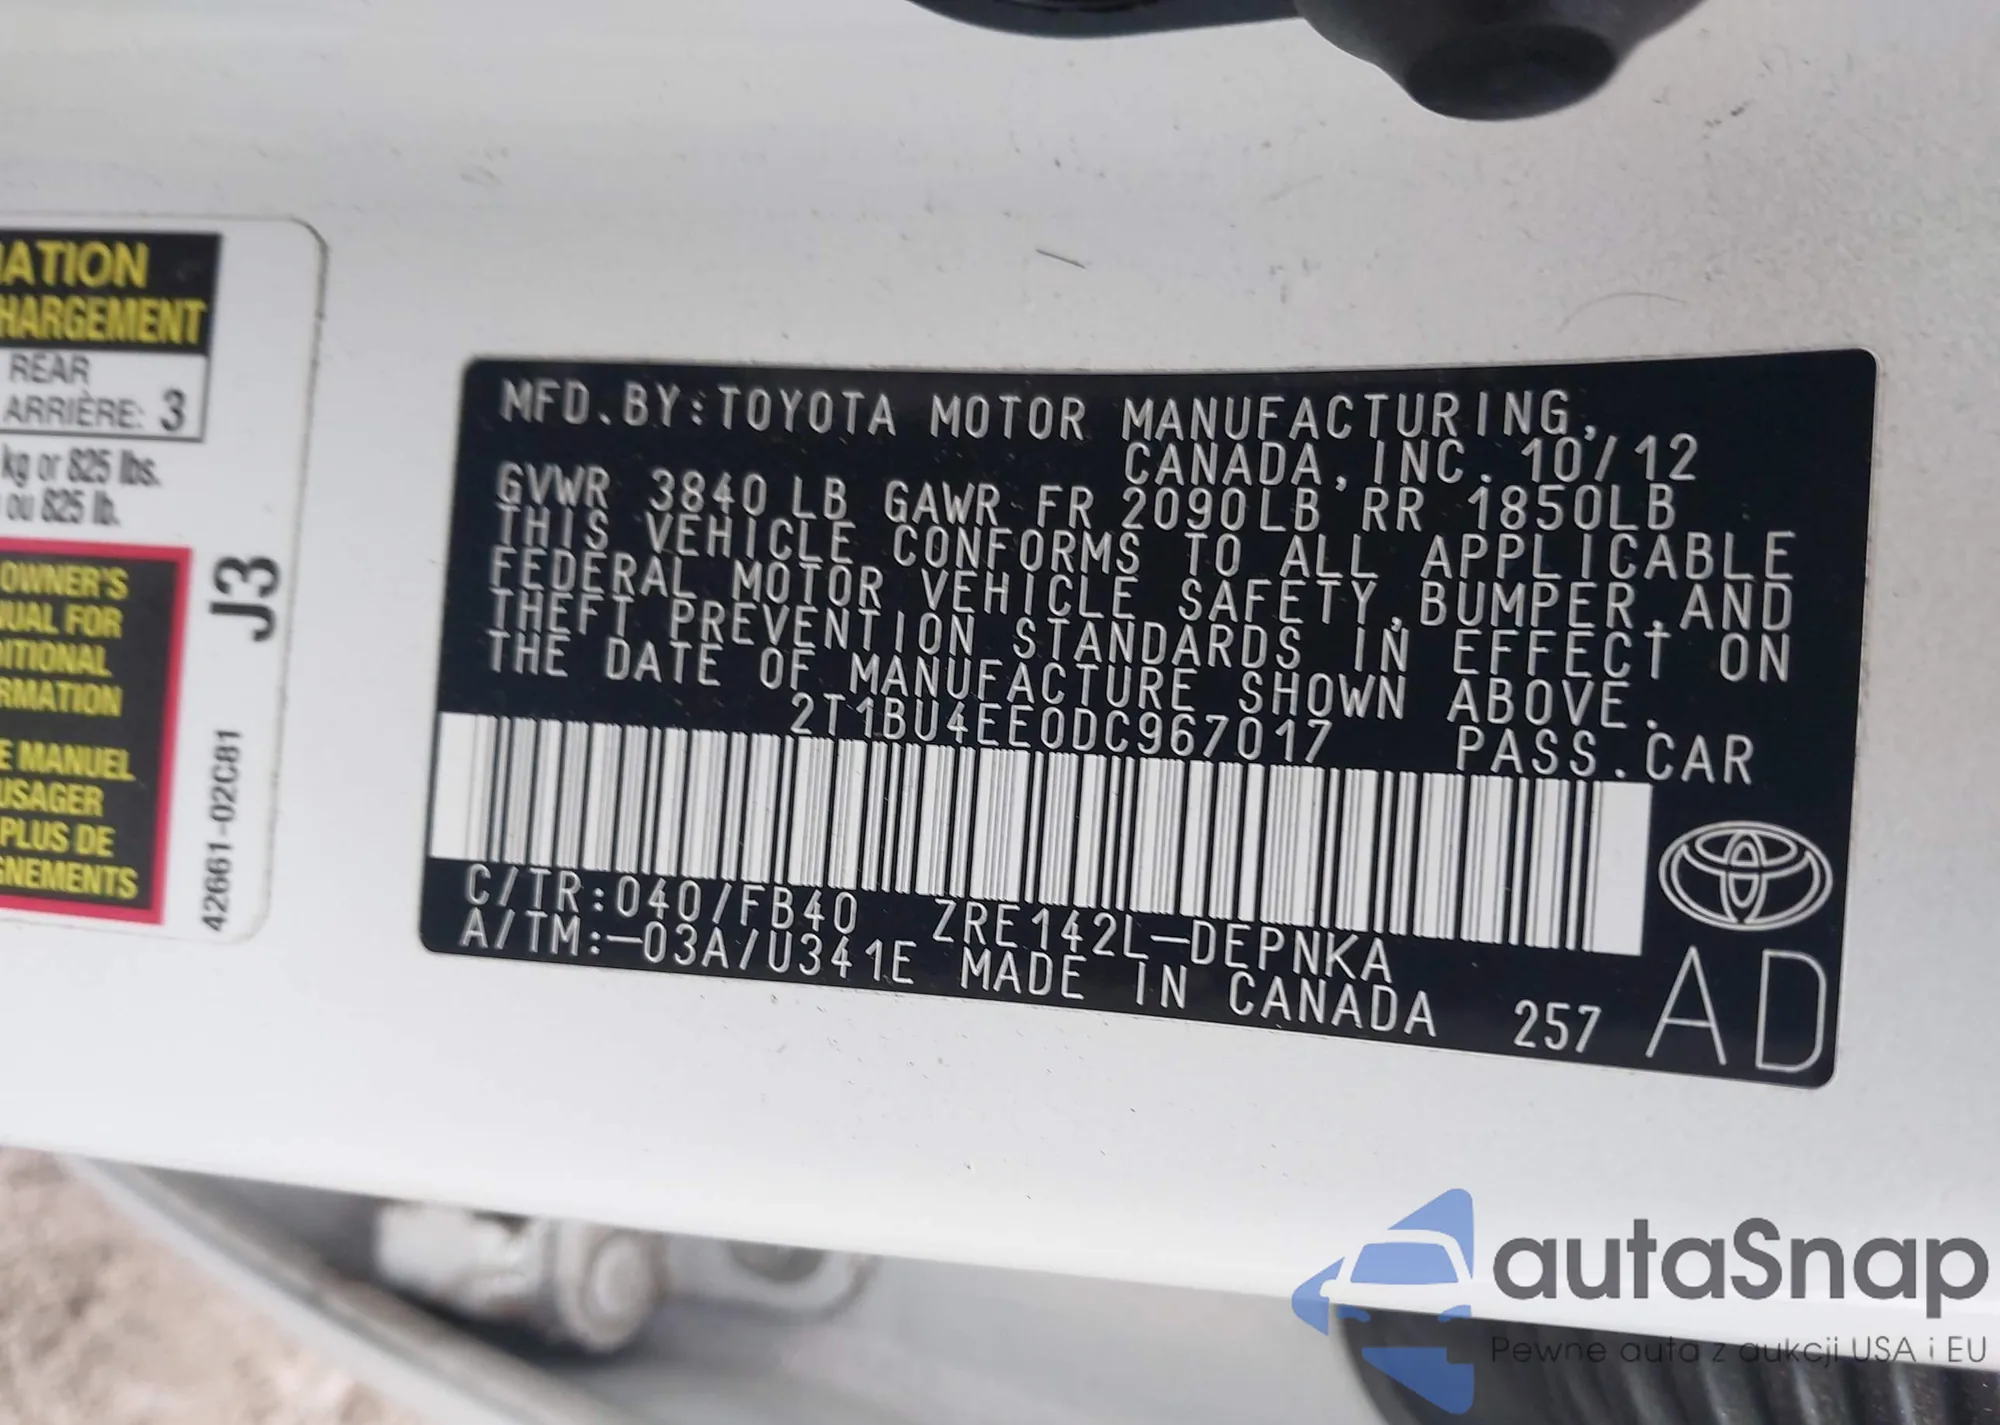 ATION
HARGEMENT
REAR
ARRIÈRE: 3
kg or 825 lbs.
ou 825 lb.
OWNER'S
UAL FOR
ITIONAL
RMATION
E MANUEL
USAGER
PLUS DE
GNEMENTS
J3
42661-02C81
MFD.BY:TOYOTA MOTOR MANUFACTURING,
CANADA,INC.10/12
GVWR 3840LB GAWR FR 2090LB RR 1850LB
THIS VEHICLE CONFORMS TO ALL APPLICABLE
FEDERAL MOTOR VEHICLE SAFETY,BUMPER,AND
THEFT PREVENTION STANDARDS IN EFFECT ON
THE DATE OF MANUFACTURE SHOWN ABOVE.
2T1BU4EE0DC967017 PASS.CAR
C/TR:040/FB40 ZRE142L-DEPNKA
A/TM:-03A/U341E MADE IN CANADA 257 AD
autaSnap
Pewne auta z aukcji USA i EU